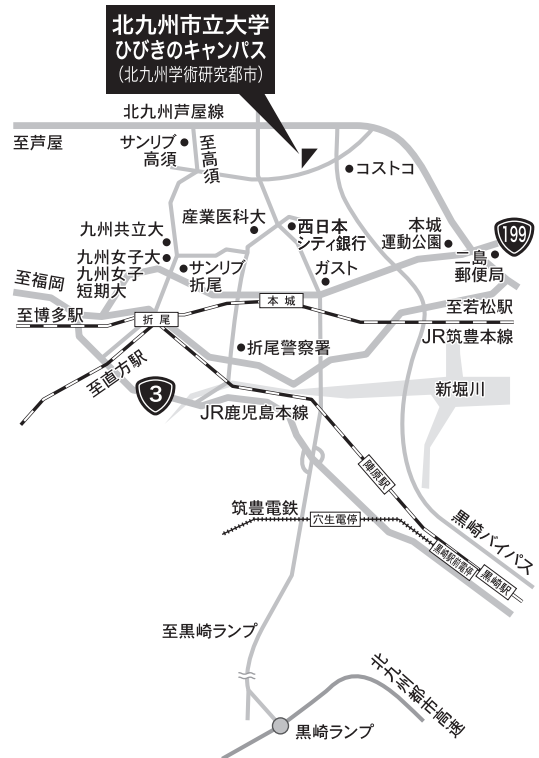 北九州市立大学
ひびきのキャンパス
（北九州学術研究都市）
北九州芦屋線
至芦屋
サンリブ
高須
至高須
コストコ
産業医科大
九州共立大
西日本
シティ銀行
本城
運動公園
199
九州女子大
九州女子
短期大
サンリブ
折尾
ガスト
二島
郵便局
至福岡
至博多駅
折尾
本城
至若松駅
JR筑豊本線
折尾警察署
至直方駅
3
新堀川
JR鹿児島本線
陣原駅
筑豊電鉄
穴生電停
黒崎バイパス
黒崎駅前電停
黒崎駅
至黒崎ランプ
北九州都市高速
黒崎ランプ